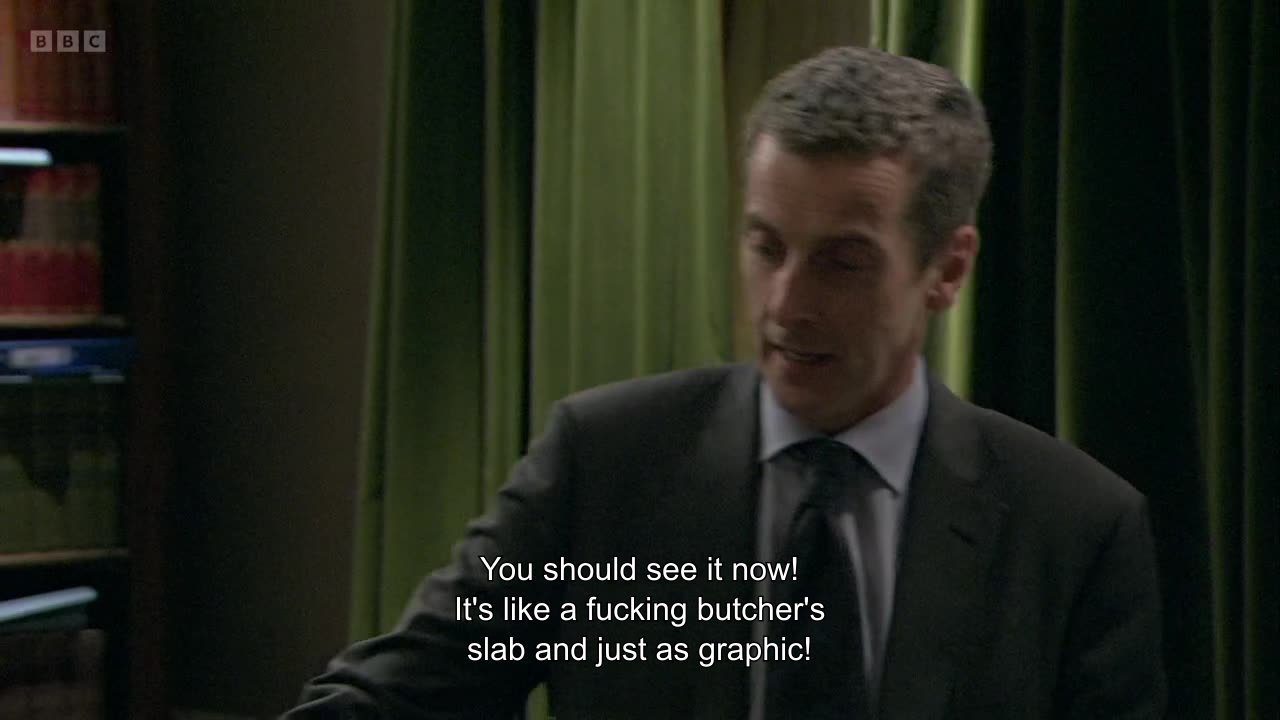 BBC
You should see it now!
It's like a fucking butcher's
slab and just as graphic!